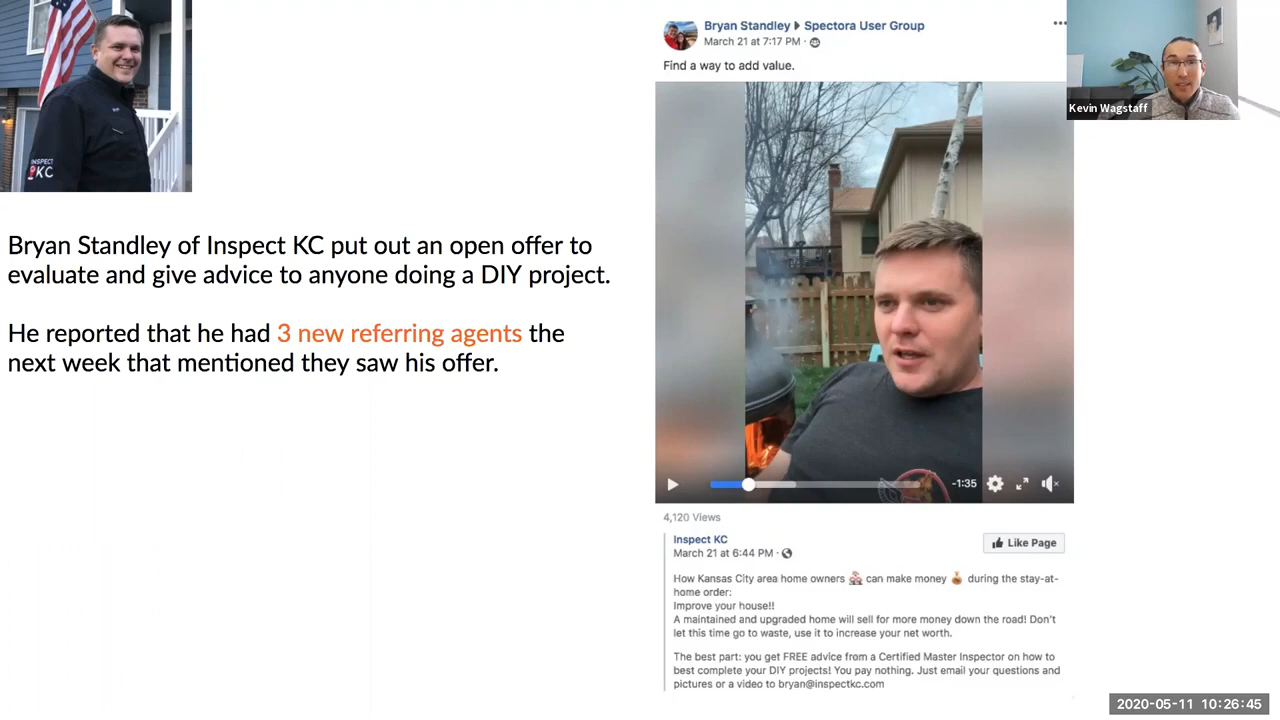 INSPECT
KC
Bryan Standley of Inspect KC put out an open offer to
evaluate and give advice to anyone doing a DIY project.
He reported that he had 3 new referring agents the
next week that mentioned they saw his offer.
Bryan Standley Spectora User Group
March 21 at 7:17 PM ·
Find a way to add value.
-1:35
4,120 Views
Inspect KC
March 21 at 6:44 PM ·
Like Page
How Kansas City area home owners can make money during the stay-at-
home order:
Improve your house!!
A maintained and upgraded home will sell for more money down the road! Don't
let this time go to waste, use it to increase your net worth.
The best part: you get FREE advice from a Certified Master Inspector on how to
best complete your DIY projects! You pay nothing. Just email your questions and
pictures or a video to bryan@inspectkc.com
Kevin Wagstaff
2020-05-11 10:26:45